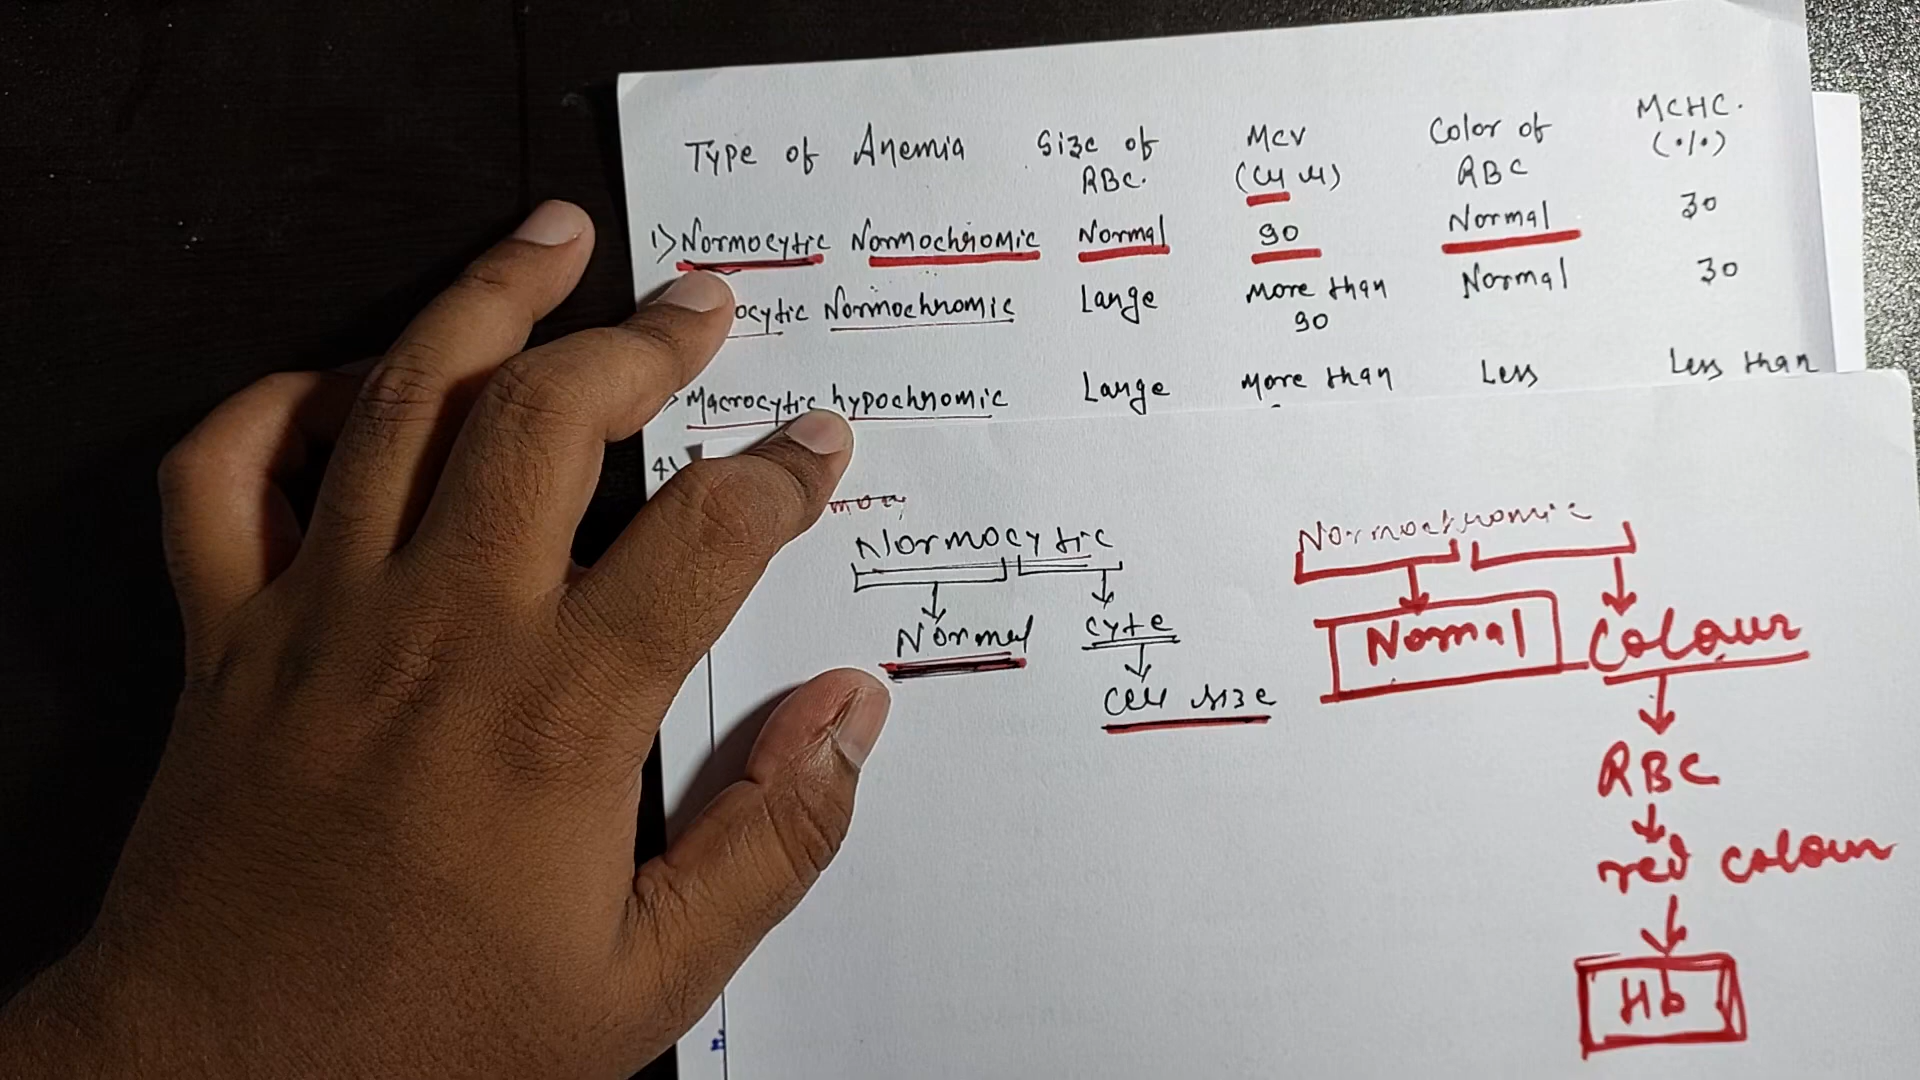 Type of Anemia Size of RBC. MCV (Cu u) Color of RBC MCHC. (%)
1) Normocytic Normochromic Normal 90 Normal 30
ocytic Normochromic Large More than 90 Normal 30
Macrocytic hypochromic Large More than Less Less than
4)
Normocytic
Normal cyte
Cell size
Normochromic
Normal Colour
RBC
red colour
Hb